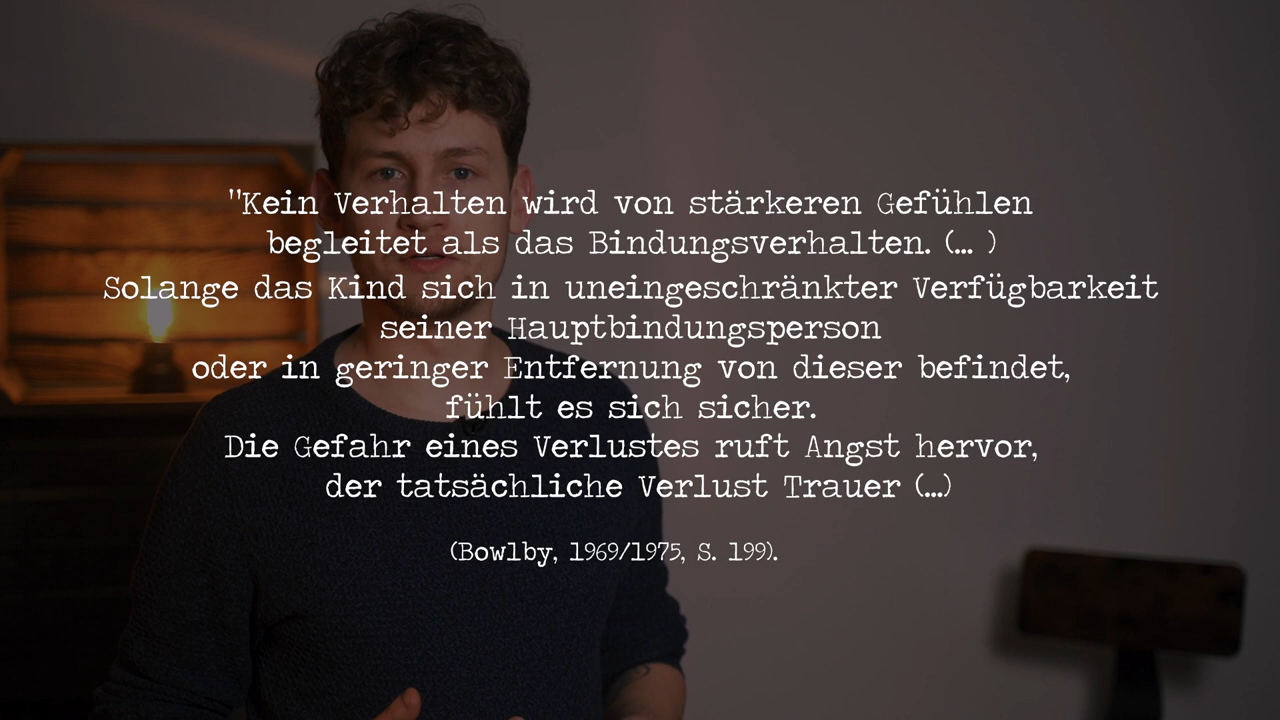 "Kein Verhalten wird von stärkeren Gefühlen
begleitet als das Bindungsverhalten. (... )
Solange das Kind sich in uneingeschränkter Verfügbarkeit
seiner Hauptbindungsperson
oder in geringer Entfernung von dieser befindet,
fühlt es sich sicher.
Die Gefahr eines Verlustes ruft Angst hervor,
der tatsächliche Verlust Trauer (...)
(Bowlby, 1969/1975, S. 199).